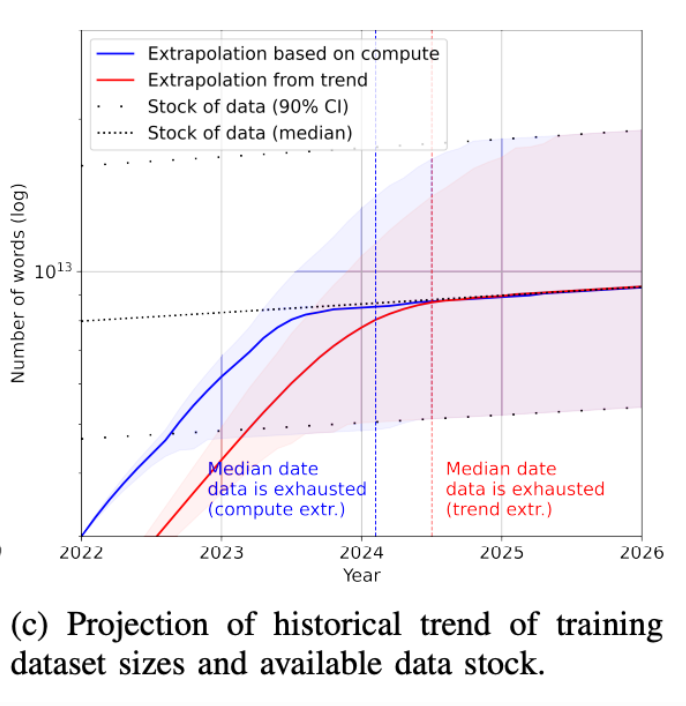 Extrapolation based on compute
Extrapolation from trend
Stock of data (90% CI)
Stock of data (median)
Number of words (log)
10¹³
Median date
data is exhausted
(compute extr.)
Median date
data is exhausted
(trend extr.)
2022 2023 2024 2025 2026
Year
(c) Projection of historical trend of training
dataset sizes and available data stock.